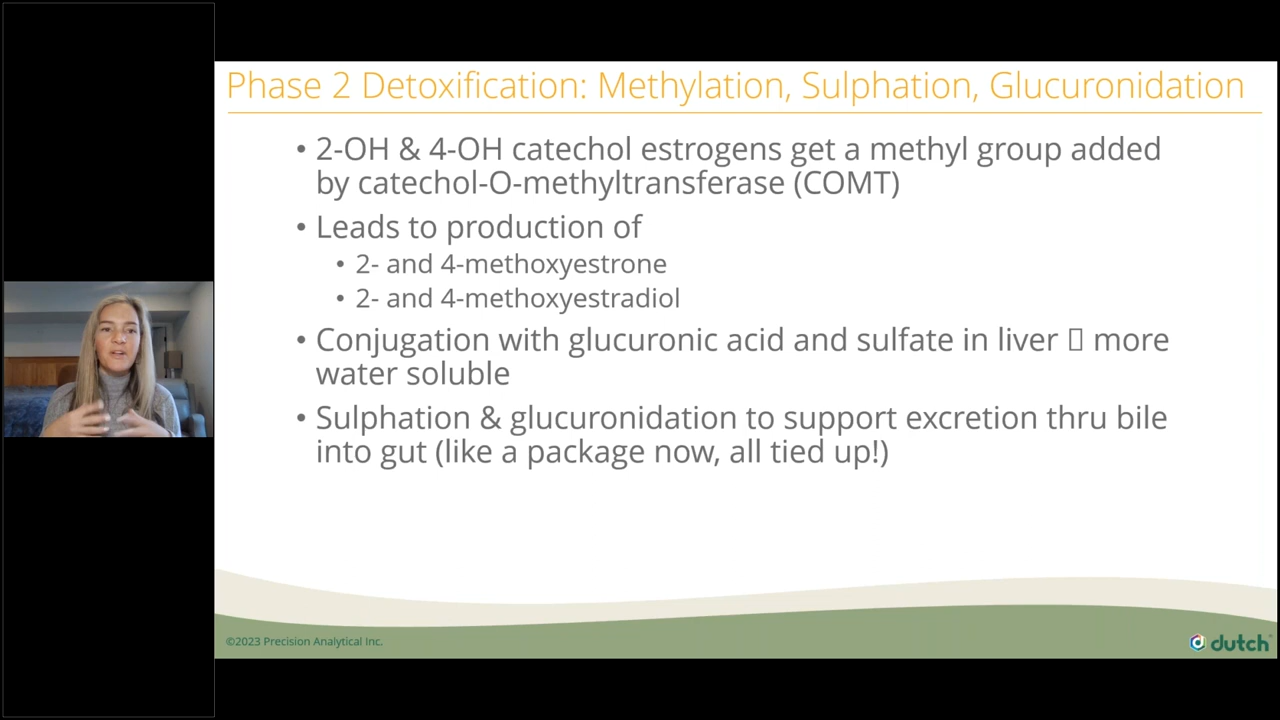 Phase 2 Detoxification: Methylation, Sulphation, Glucuronidation
• 2-OH & 4-OH catechol estrogens get a methyl group added
by catechol-O-methyltransferase (COMT)
• Leads to production of
• 2- and 4-methoxyestrone
• 2- and 4-methoxyestradiol
• Conjugation with glucuronic acid and sulfate in liver  more
water soluble
• Sulphation & glucuronidation to support excretion thru bile
into gut (like a package now, all tied up!)
©2023 Precision Analytical Inc.
dutch